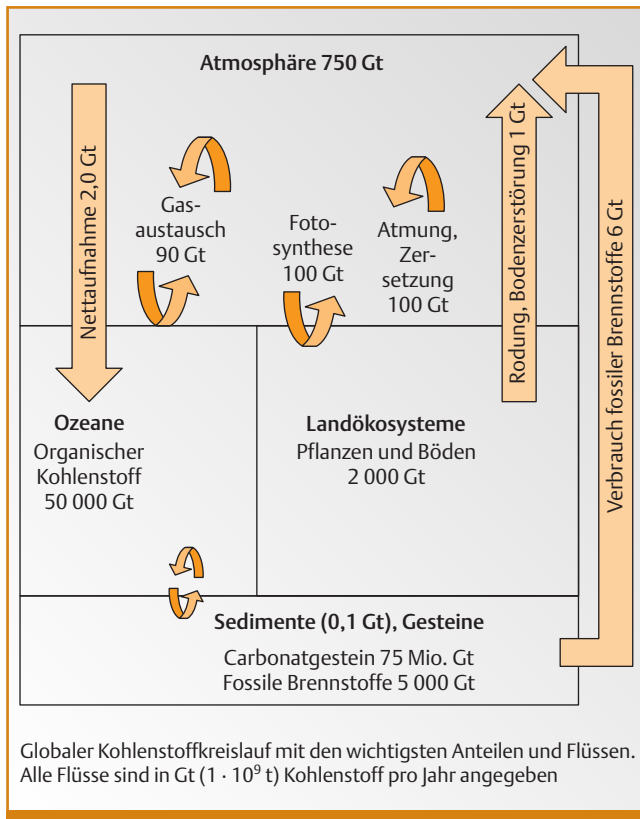 Atmosphäre 750 Gt
Nettaufnahme 2,0 Gt
Gas-
austausch
90 Gt
Foto-
synthese
100 Gt
Atmung,
Zer-
setzung
100 Gt
Rodung, Bodenzerstörung 1 Gt
Verbrauch fossiler Brennstoffe 6 Gt
Ozeane
Organischer
Kohlenstoff
50 000 Gt
Landökosysteme
Pflanzen und Böden
2 000 Gt
Sedimente (0,1 Gt), Gesteine
Carbonatgestein 75 Mio. Gt
Fossile Brennstoffe 5 000 Gt
Globaler Kohlenstoffkreislauf mit den wichtigsten Anteilen und Flüssen.
Alle Flüsse sind in Gt (1 · 10⁹ t) Kohlenstoff pro Jahr angegeben